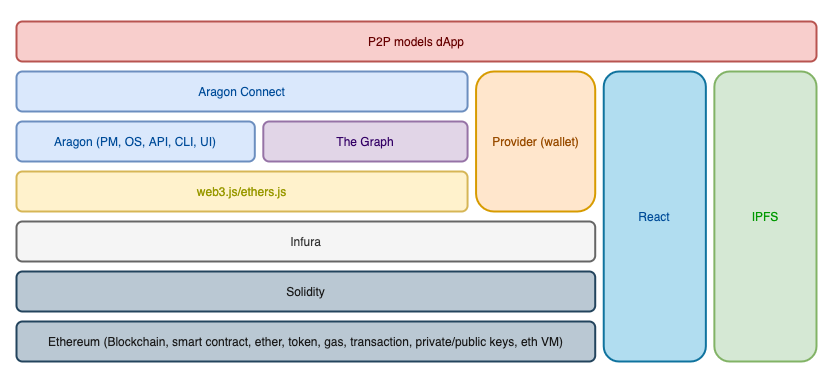 P2P models dApp
Aragon Connect
Aragon (PM, OS, API, CLI, UI)
The Graph
Provider (wallet)
web3.js/ethers.js
React
IPFS
Infura
Solidity
Ethereum (Blockchain, smart contract, ether, token, gas, transaction, private/public keys, eth VM)